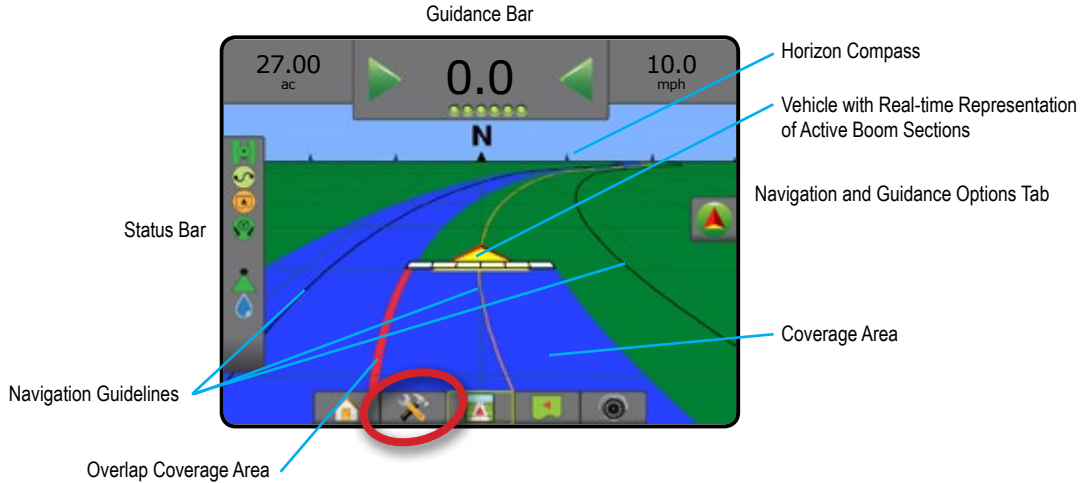 Guidance Bar
27.00
ac
0.0
10.0
mph
Horizon Compass
N
Vehicle with Real-time Representation
of Active Boom Sections
Navigation and Guidance Options Tab
Status Bar
Coverage Area
Navigation Guidelines
Overlap Coverage Area